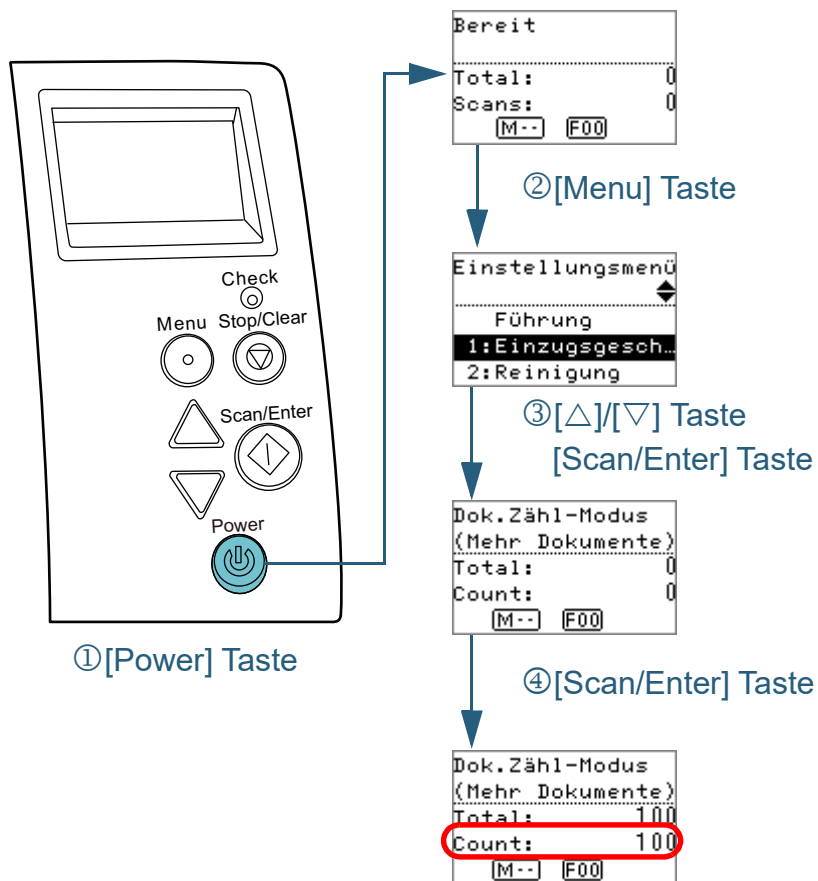 Check
Menu Stop/Clear
Scan/Enter
Power
①[Power] Taste
Bereit
Total: 0
Scans: 0
M-- F00
②[Menu] Taste
Einstellungsmenü
Führung
1:Einzugsgesch…
2:Reinigung
③[△]/[▽] Taste
[Scan/Enter] Taste
Dok.Zähl-Modus
(Mehr Dokumente)
Total: 0
Count: 0
M-- F00
④[Scan/Enter] Taste
Dok.Zähl-Modus
(Mehr Dokumente)
Total: 100
Count: 100
M-- F00